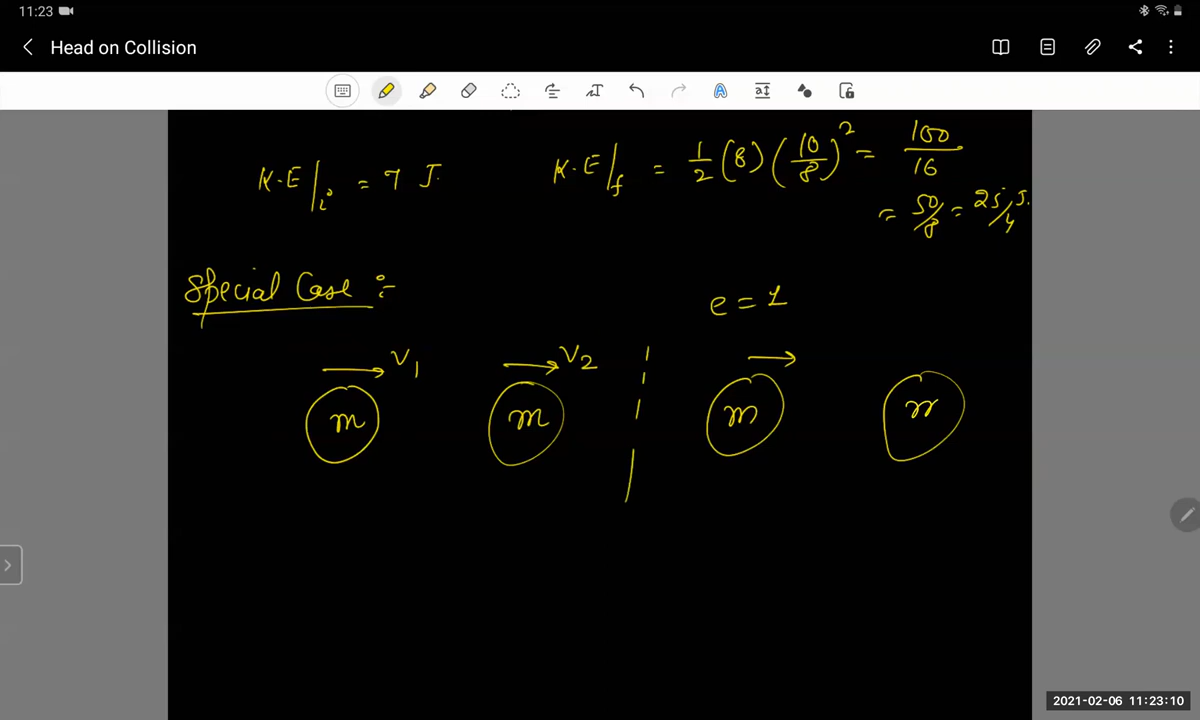 11:23
Head on Collision
K.E/i = 7 J.
K.E/f = 1/2 (8) (10/8)² = 100/16
= 50/8 = 25/4 J.
Special Case :-
e = 1
V1 V2
m m m m
2021-02-06 11:23:10